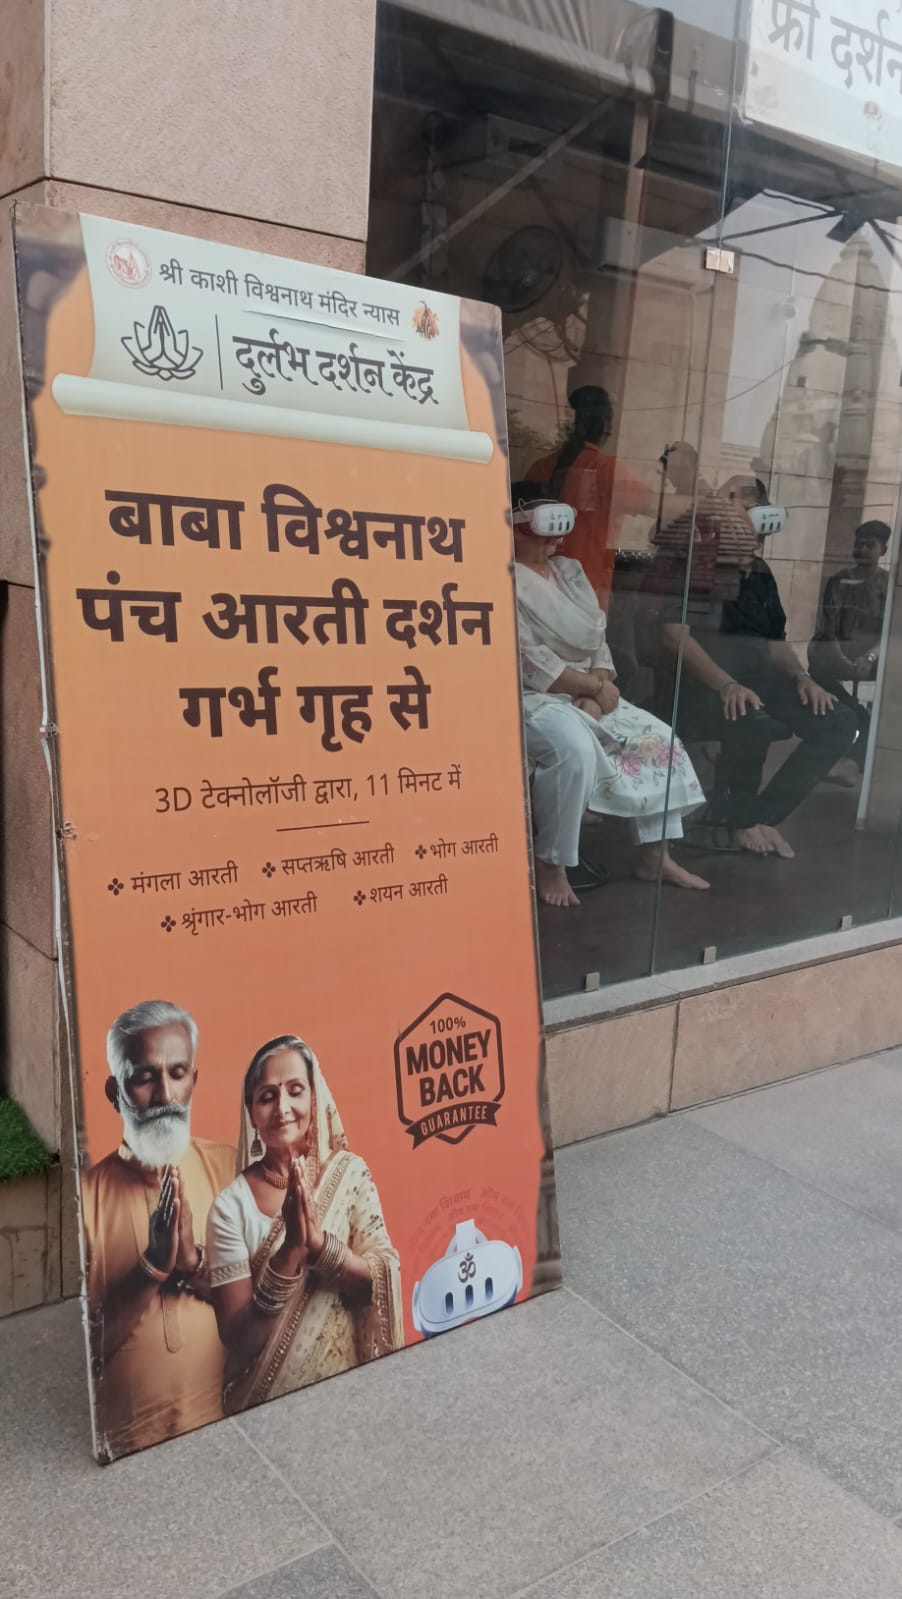 श्री काशी विश्वनाथ मंदिर न्यास
दुर्लभ दर्शन केंद्र
बाबा विश्वनाथ
पंच आरती दर्शन
गर्भ गृह से
3D टेक्नोलॉजी द्वारा, 11 मिनट में
❖ मंगला आरती ❖ सप्तऋषि आरती ❖ भोग आरती
❖ श्रृंगार-भोग आरती ❖ शयन आरती
100%
MONEY
BACK
GUARANTEE
ॐ
फ्री दर्शन